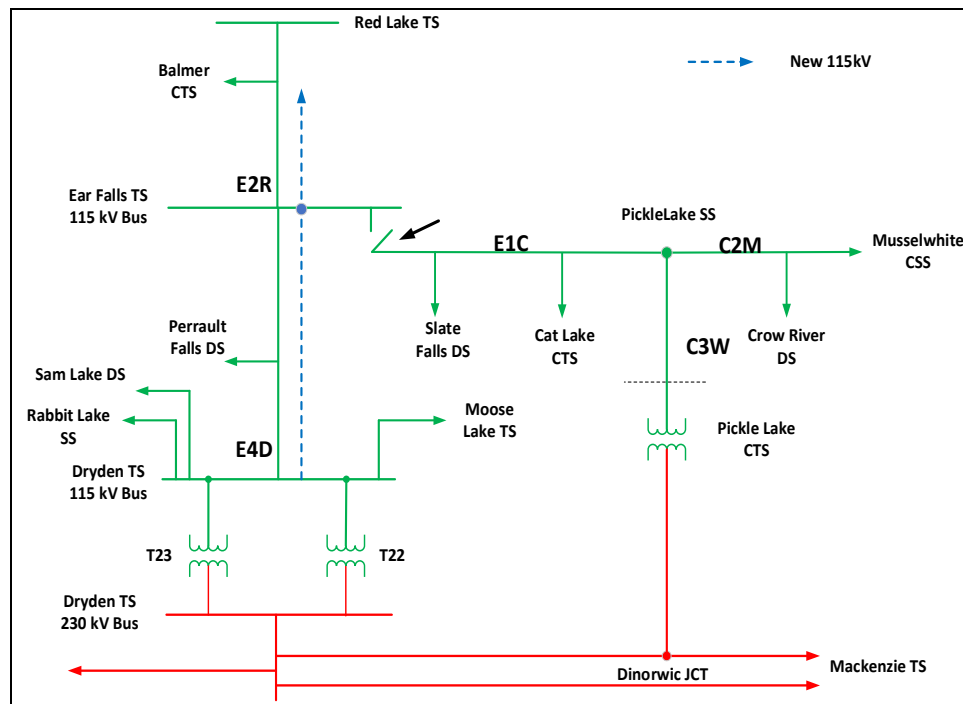 Red Lake TS
Balmer
CTS
New 115kV
E2R
Ear Falls TS
115 kV Bus
PickleLake SS
E1C
C2M
Musselwhite
CSS
Perrault
Falls DS
Slate
Falls DS
Cat Lake
CTS
C3W
Crow River
DS
Sam Lake DS
Rabbit Lake
SS
Moose
Lake TS
Pickle Lake
CTS
E4D
Dryden TS
115 kV Bus
T23
T22
Dryden TS
230 kV Bus
Dinorwic JCT
Mackenzie TS